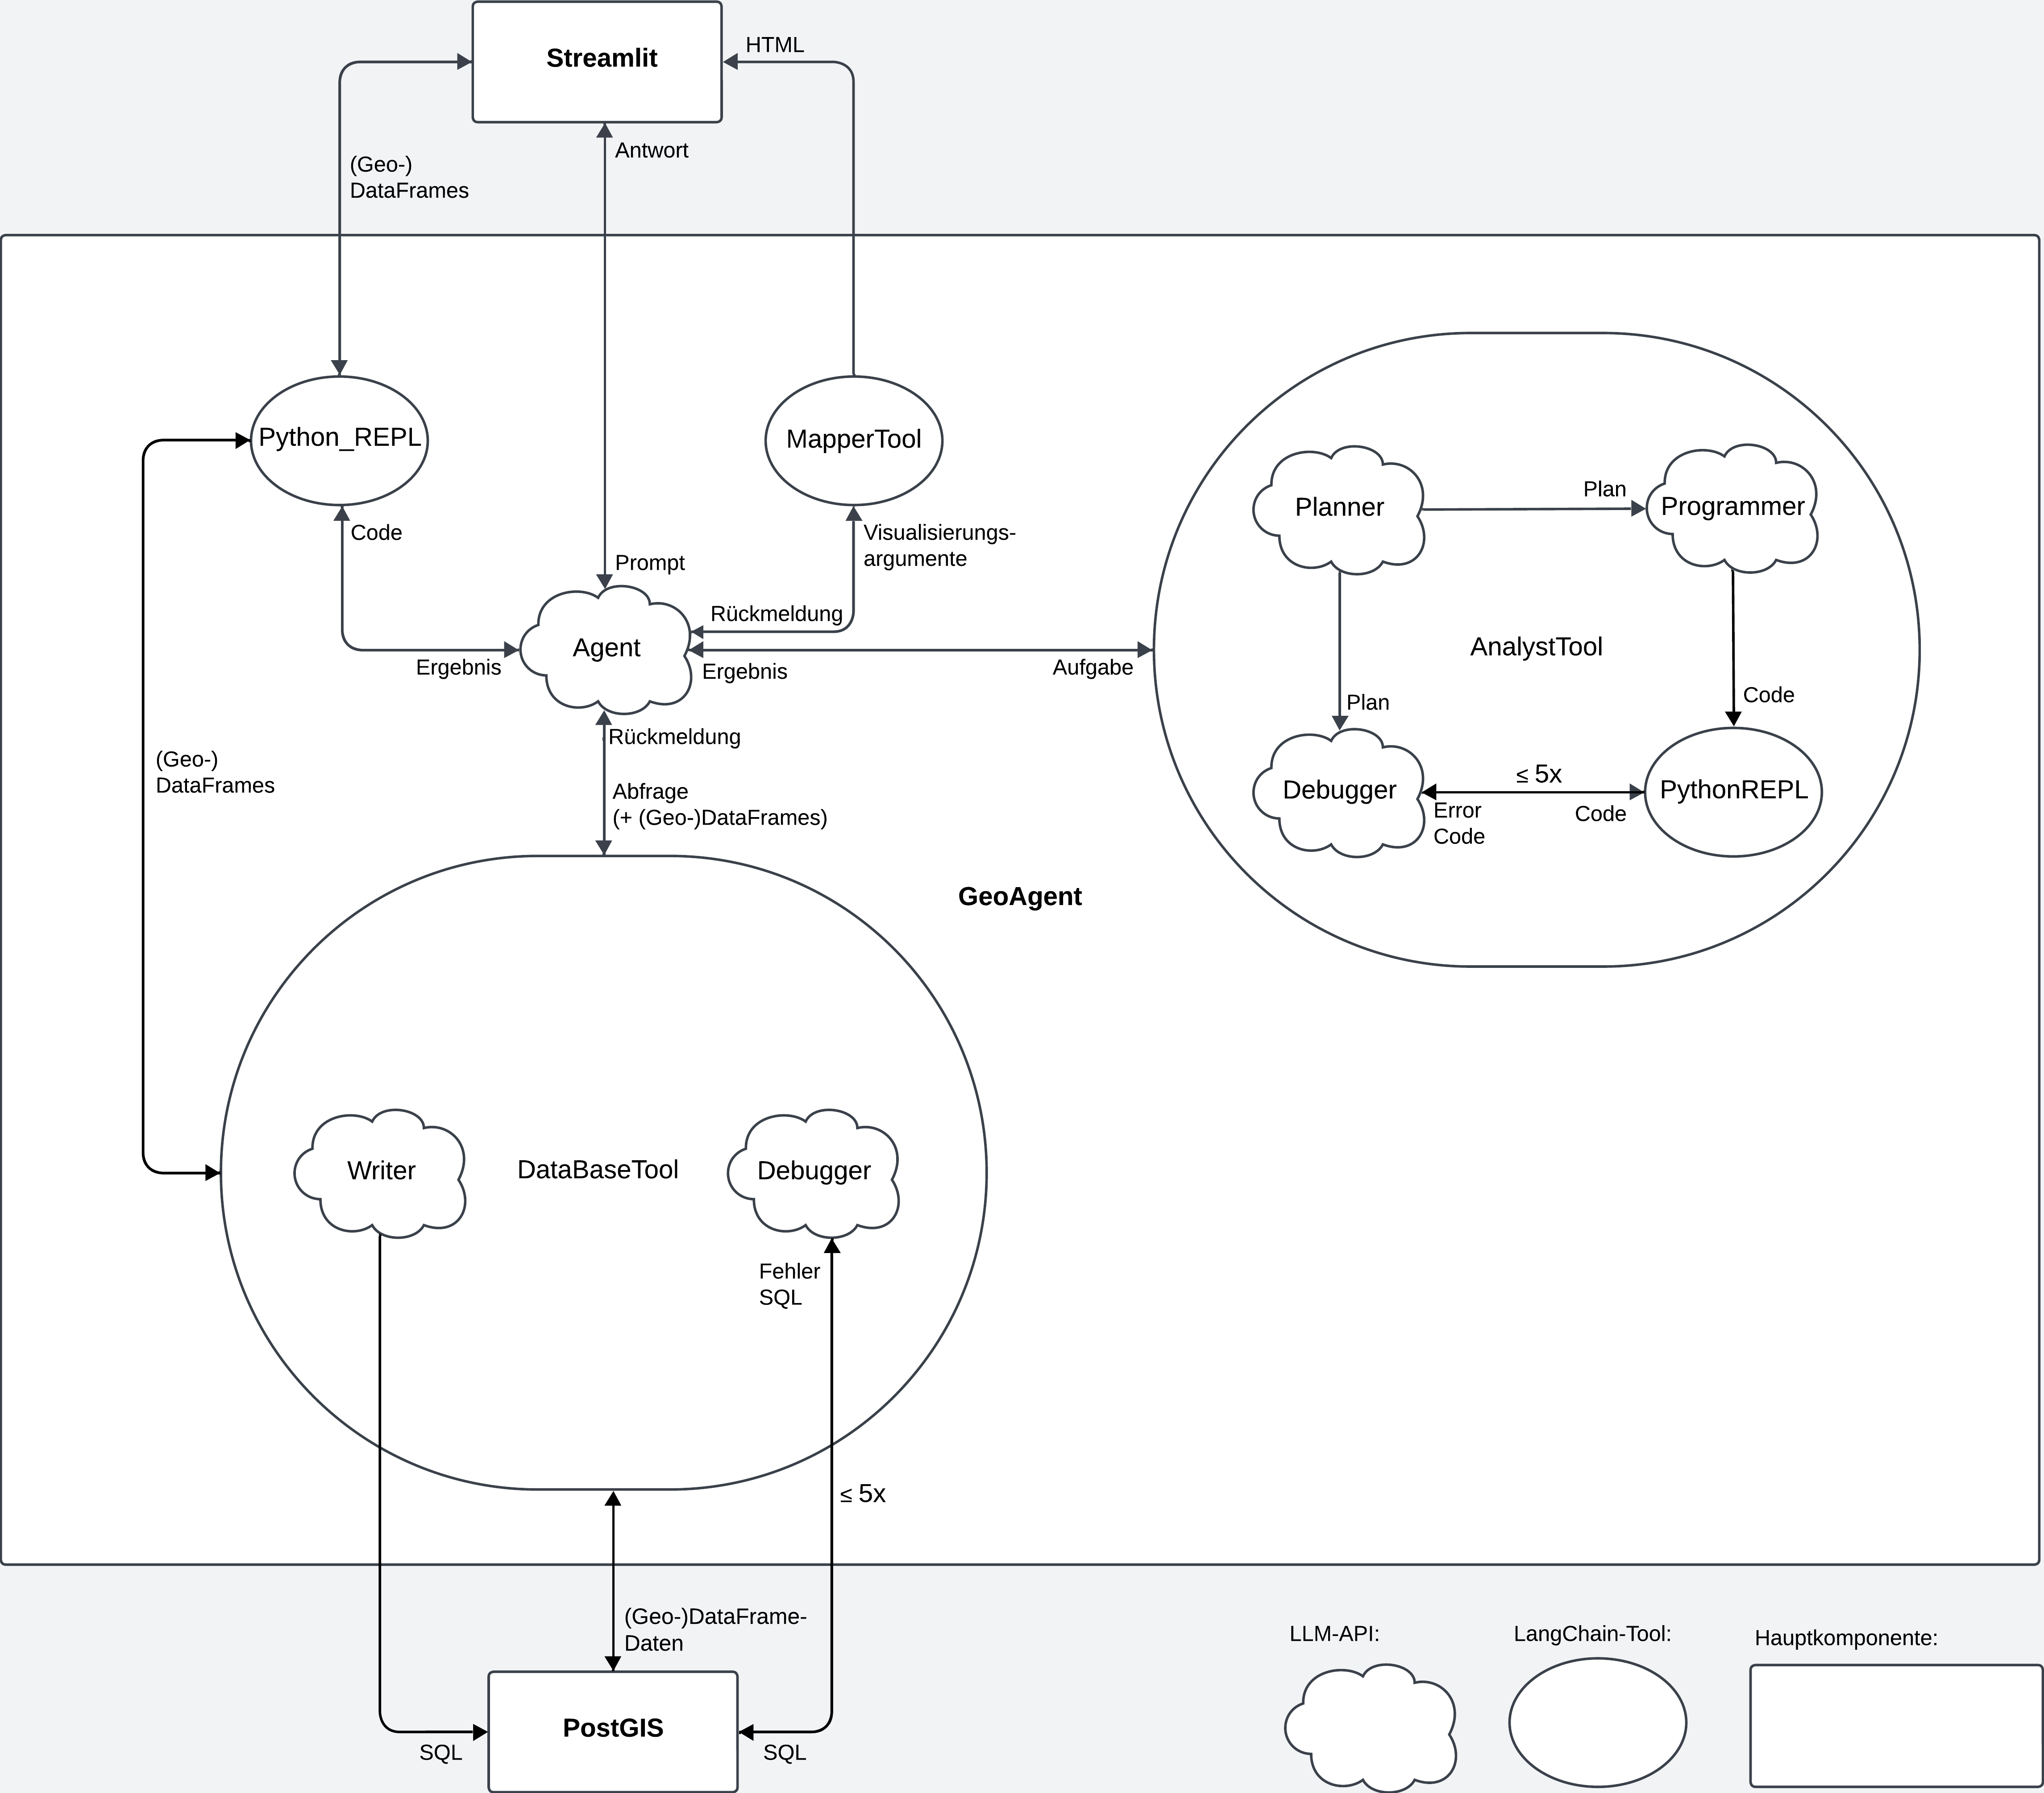 Streamlit
HTML
Antwort
(Geo-)
DataFrames
Python_REPL
MapperTool
Code
Visualisierungs-
argumente
Prompt
Rückmeldung
Agent
Ergebnis
Ergebnis
Aufgabe
Rückmeldung
Abfrage
(+ (Geo-)DataFrames)
(Geo-)
DataFrames
Planner
Plan
Programmer
AnalystTool
Plan
Code
Debugger
≤ 5x
Error
Code
Code
PythonREPL
GeoAgent
Writer
DataBaseTool
Debugger
Fehler
SQL
≤ 5x
(Geo-)DataFrame-
Daten
PostGIS
SQL
SQL
LLM-API:
LangChain-Tool:
Hauptkomponente: